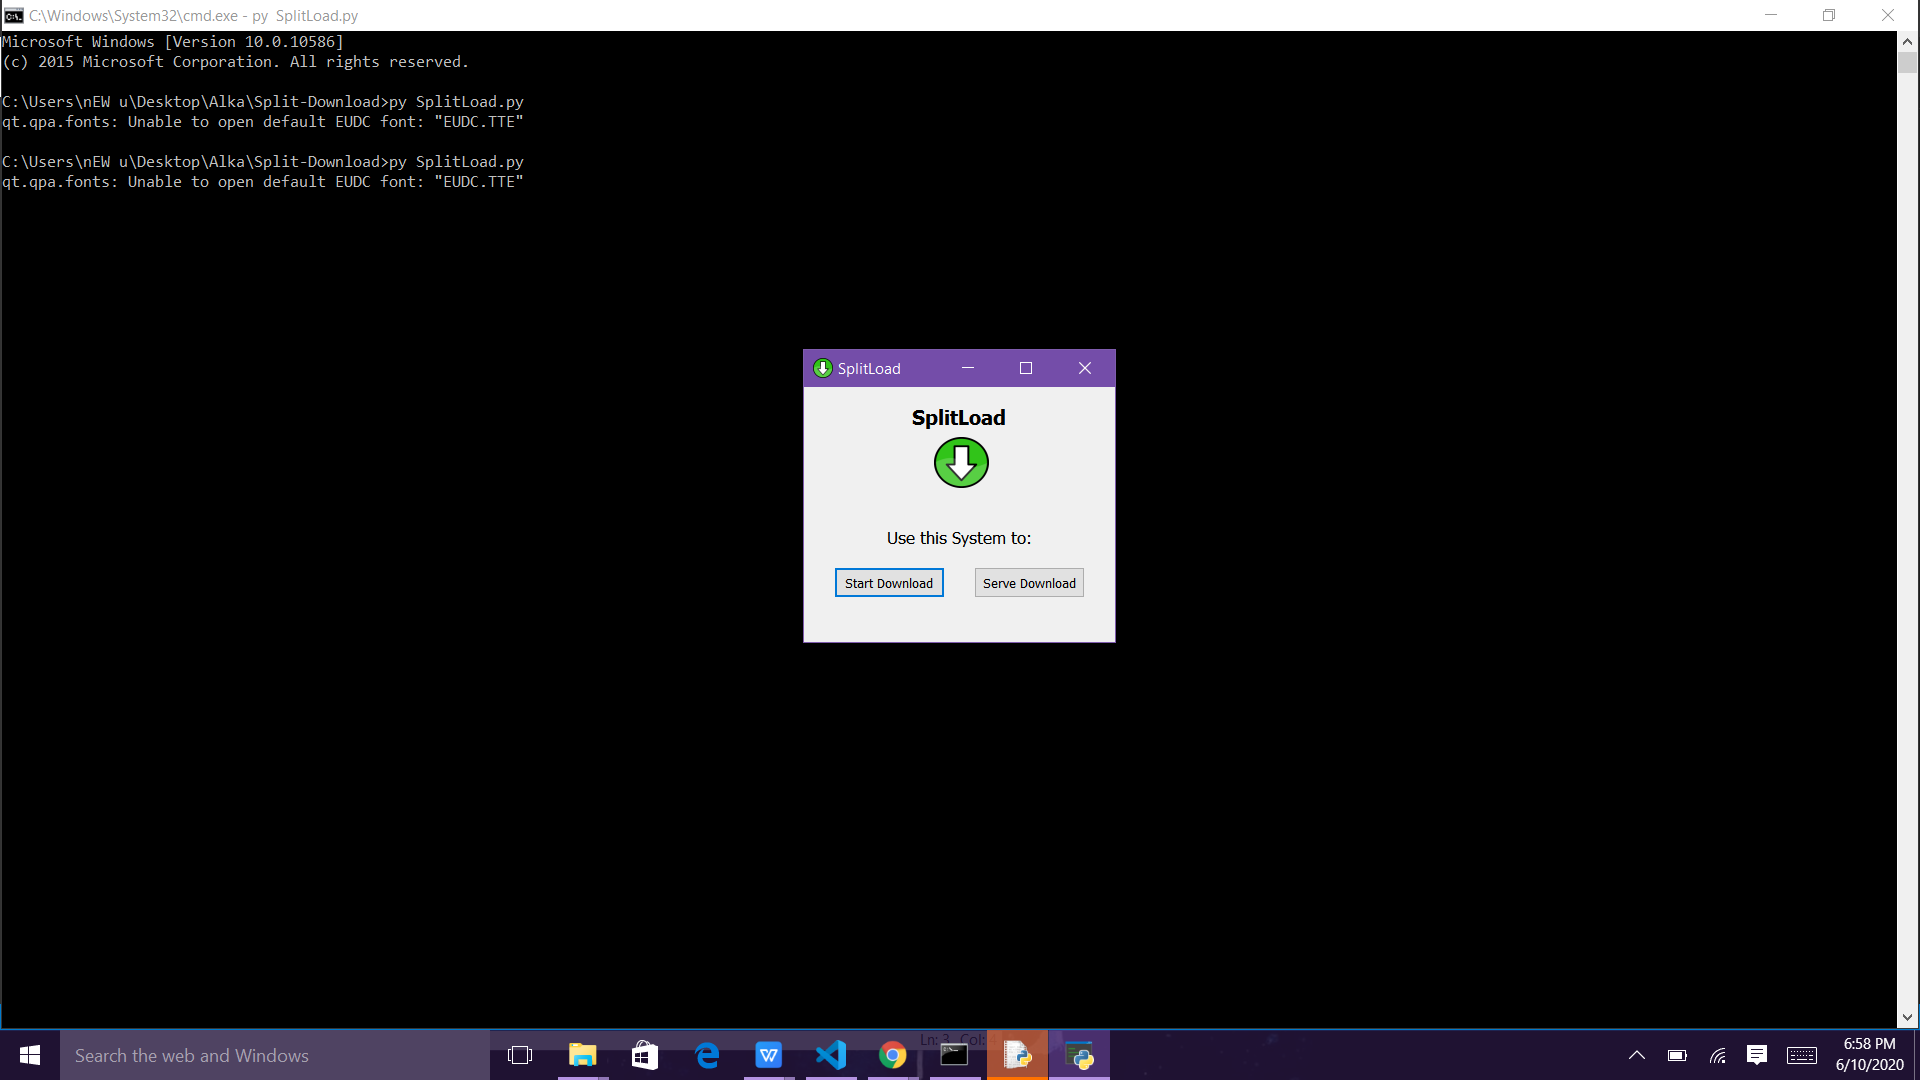 C:\Windows\System32\cmd.exe - py  SplitLoad.py
Microsoft Windows [Version 10.0.10586]
(c) 2015 Microsoft Corporation. All rights reserved.
C:\Users\nEW u\Desktop\Alka\Split-Download>py SplitLoad.py
qt.qpa.fonts: Unable to open default EUDC font: "EUDC.TTE"
C:\Users\nEW u\Desktop\Alka\Split-Download>py SplitLoad.py
qt.qpa.fonts: Unable to open default EUDC font: "EUDC.TTE"
SplitLoad
SplitLoad
Use this System to:
Start Download
Serve Download
Search the web and Windows
Ln: 3 Col:
6:58 PM
6/10/2020